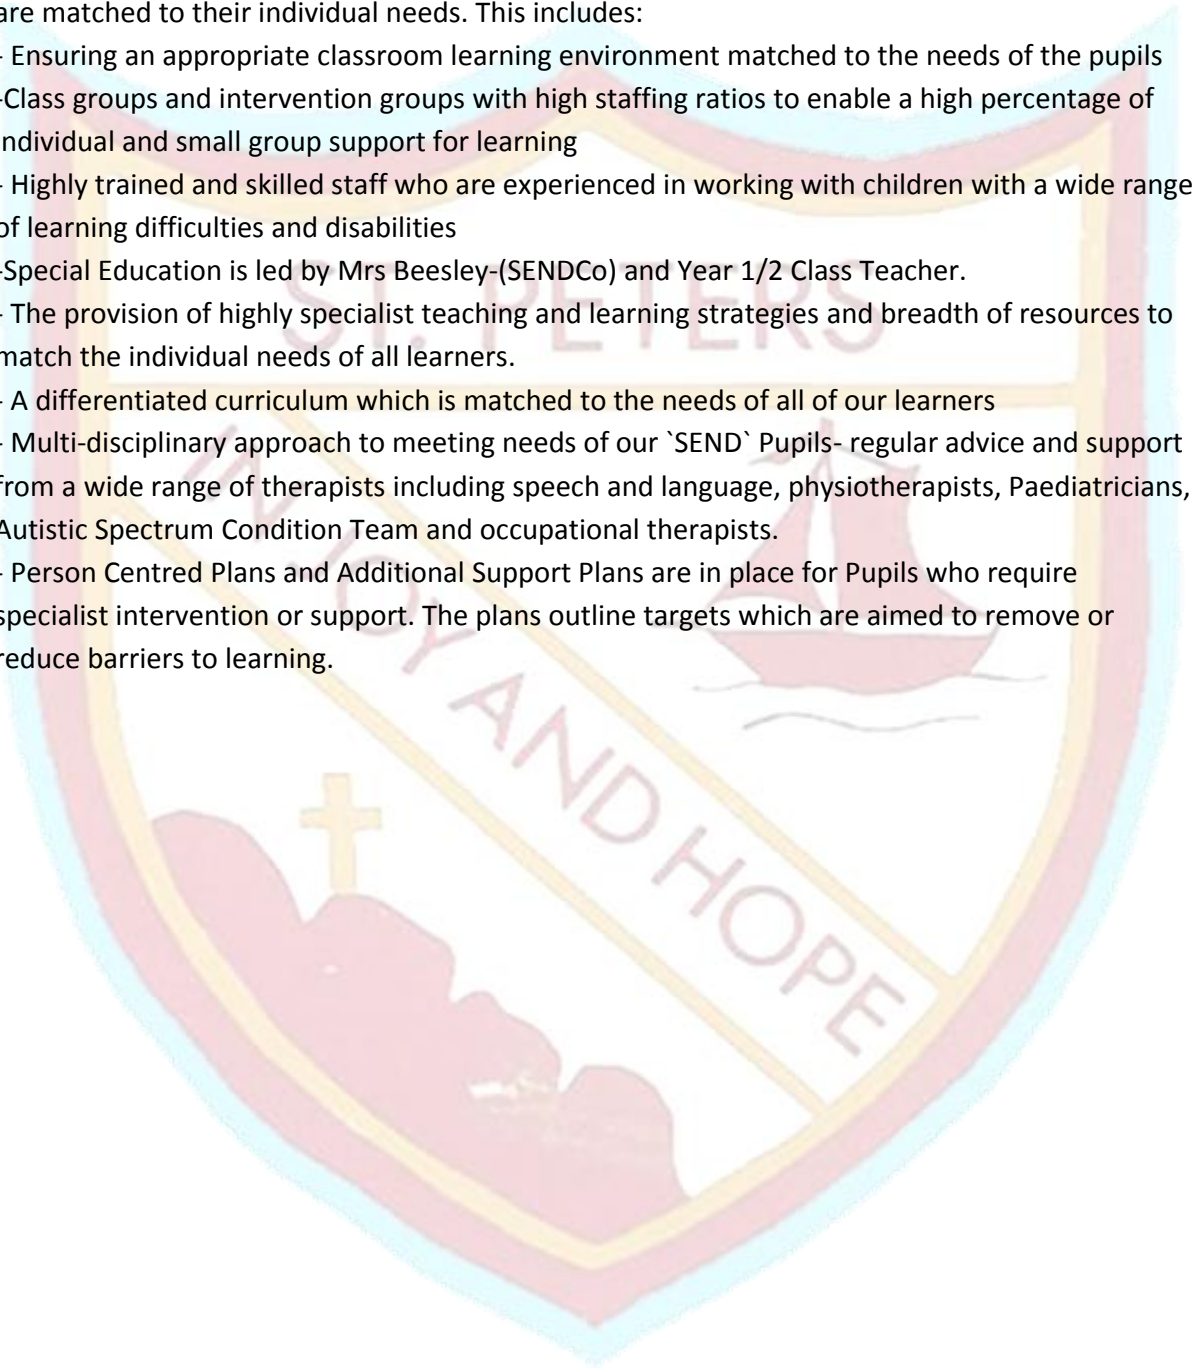 are matched to their individual needs. This includes:
- Ensuring an appropriate classroom learning environment matched to the needs of the pupils
-Class groups and intervention groups with high staffing ratios to enable a high percentage of
individual and small group support for learning
- Highly trained and skilled staff who are experienced in working with children with a wide range
of learning difficulties and disabilities
-Special Education is led by Mrs Beesley-(SENDCo) and Year 1/2 Class Teacher.
- The provision of highly specialist teaching and learning strategies and breadth of resources to
match the individual needs of all learners.
- A differentiated curriculum which is matched to the needs of all of our learners
- Multi-disciplinary approach to meeting needs of our `SEND` Pupils- regular advice and support
from a wide range of therapists including speech and language, physiotherapists, Paediatricians,
Autistic Spectrum Condition Team and occupational therapists.
- Person Centred Plans and Additional Support Plans are in place for Pupils who require
specialist intervention or support. The plans outline targets which are aimed to remove or
reduce barriers to learning.
ST. PETERS
IN JOY AND HOPE